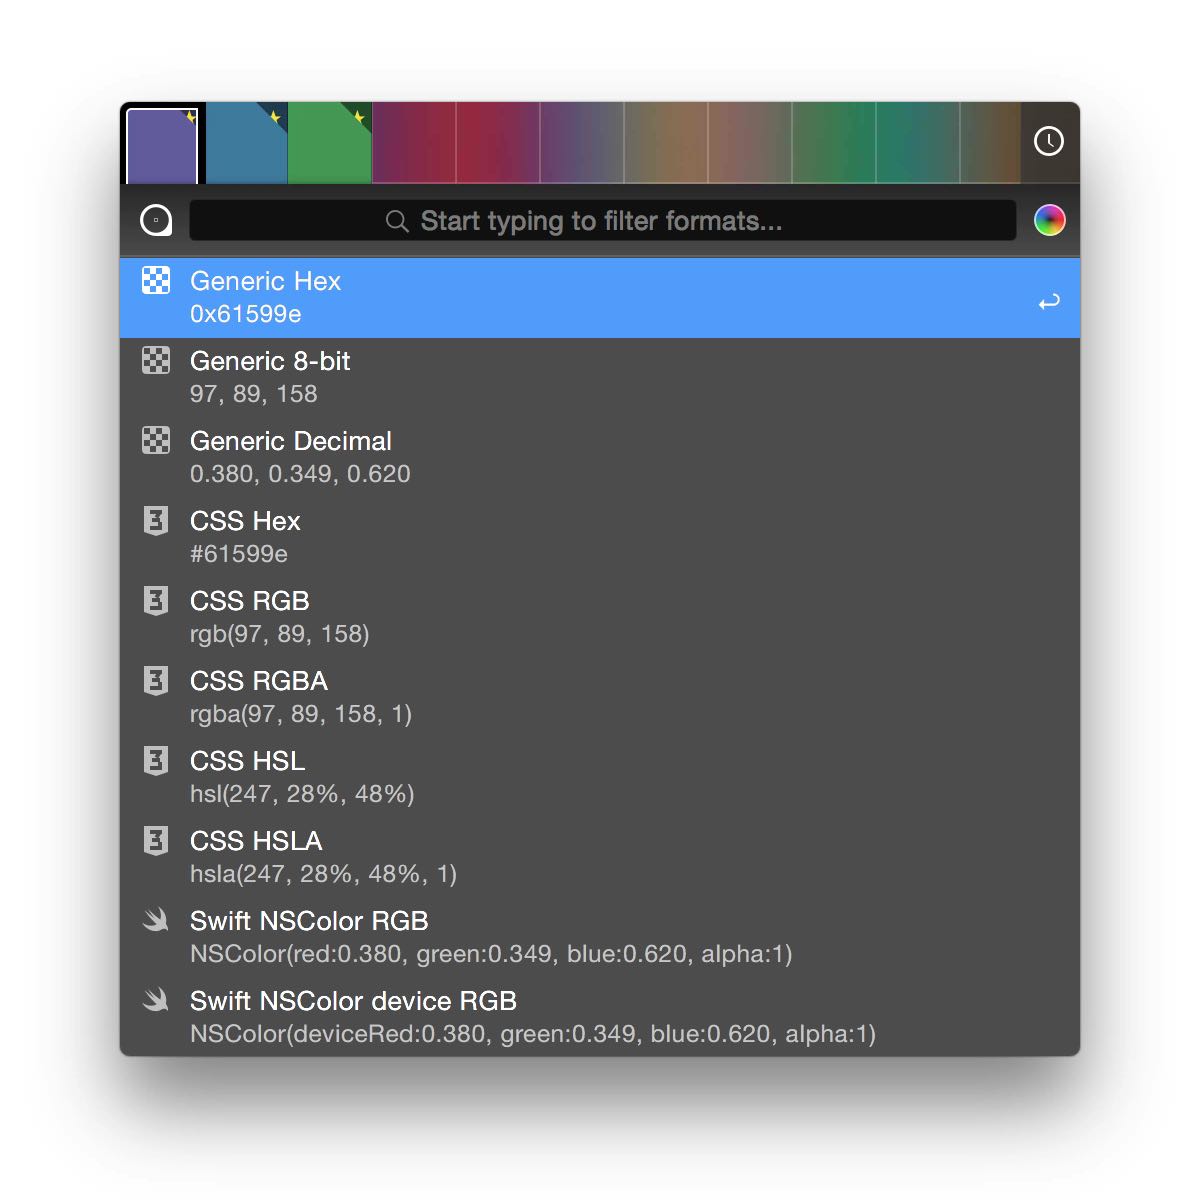 Start typing to filter formats...
Generic Hex
0x61599e
Generic 8-bit
97, 89, 158
Generic Decimal
0.380, 0.349, 0.620
CSS Hex
#61599e
CSS RGB
rgb(97, 89, 158)
CSS RGBA
rgba(97, 89, 158, 1)
CSS HSL
hsl(247, 28%, 48%)
CSS HSLA
hsla(247, 28%, 48%, 1)
Swift NSColor RGB
NSColor(red:0.380, green:0.349, blue:0.620, alpha:1)
Swift NSColor device RGB
NSColor(deviceRed:0.380, green:0.349, blue:0.620, alpha:1)